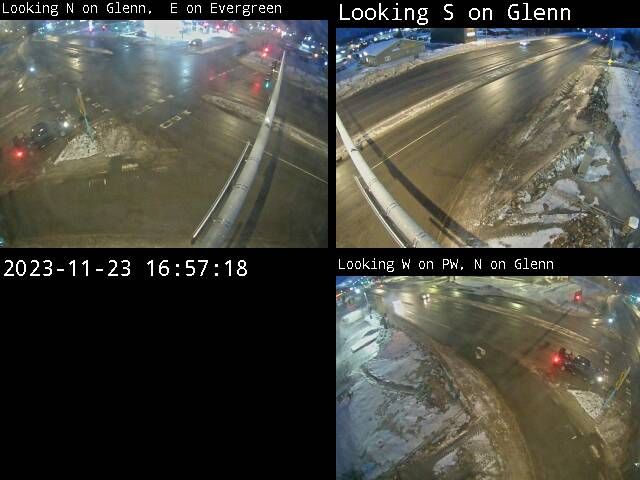 Looking N on Glenn, E on Evergreen
Looking S on Glenn
2023-11-23 16:57:18
Looking W on PW, N on Glenn